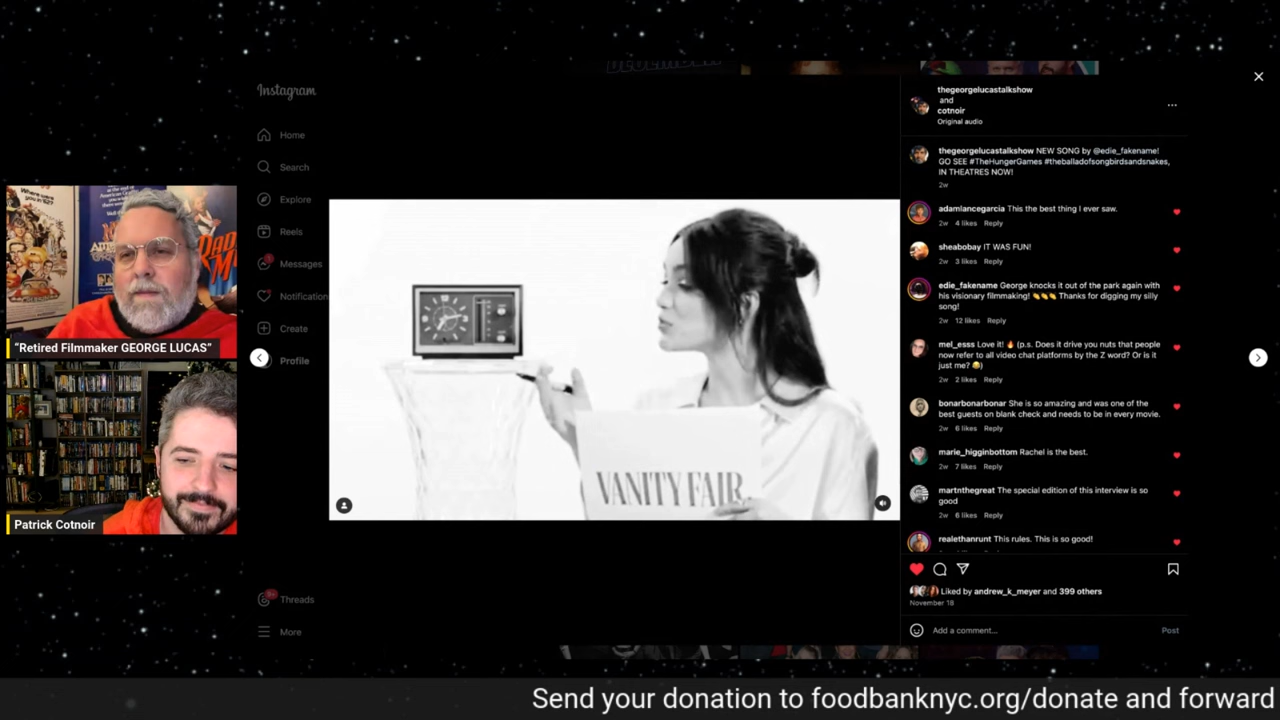 Instagram
Home
Search
Explore
Reels
Messages
Notification
Create
Profile
Threads
9+
More
"Retired Filmmaker GEORGE LUCAS"
Patrick Cotnoir
VANITY FAIR
thegeorgelucastalkshow
and
cotnoir
Original audio
thegeorgelucastalkshow NEW SONG by @edie_fakename!
GO SEE #TheHungerGames #theballadofsongbirdsandsnakes,
IN THEATRES NOW!
2w
adamlancegarcia This the best thing I ever saw.
2w 4 likes Reply
sheabobay IT WAS FUN!
2w 3 likes Reply
edie_fakename George knocks it out of the park again with
his visionary filmmaking! 👏👏👏 Thanks for digging my silly
song!
2w 12 likes Reply
mel_esss Love it! 🔥 (p.s. Does it drive you nuts that people
now refer to all video chat platforms by the Z word? Or is it
just me? 😂)
2w 2 likes Reply
bonarbonarbonar She is so amazing and was one of the
best guests on blank check and needs to be in every movie.
2w 6 likes Reply
marie_higginbottom Rachel is the best.
2w 7 likes Reply
martnthegreat The special edition of this interview is so
good
2w 6 likes Reply
realethanrunt This rules. This is so good!
Liked by andrew_k_meyer and 399 others
November 18
Add a comment...
Post
Send your donation to foodbanknyc.org/donate and forward